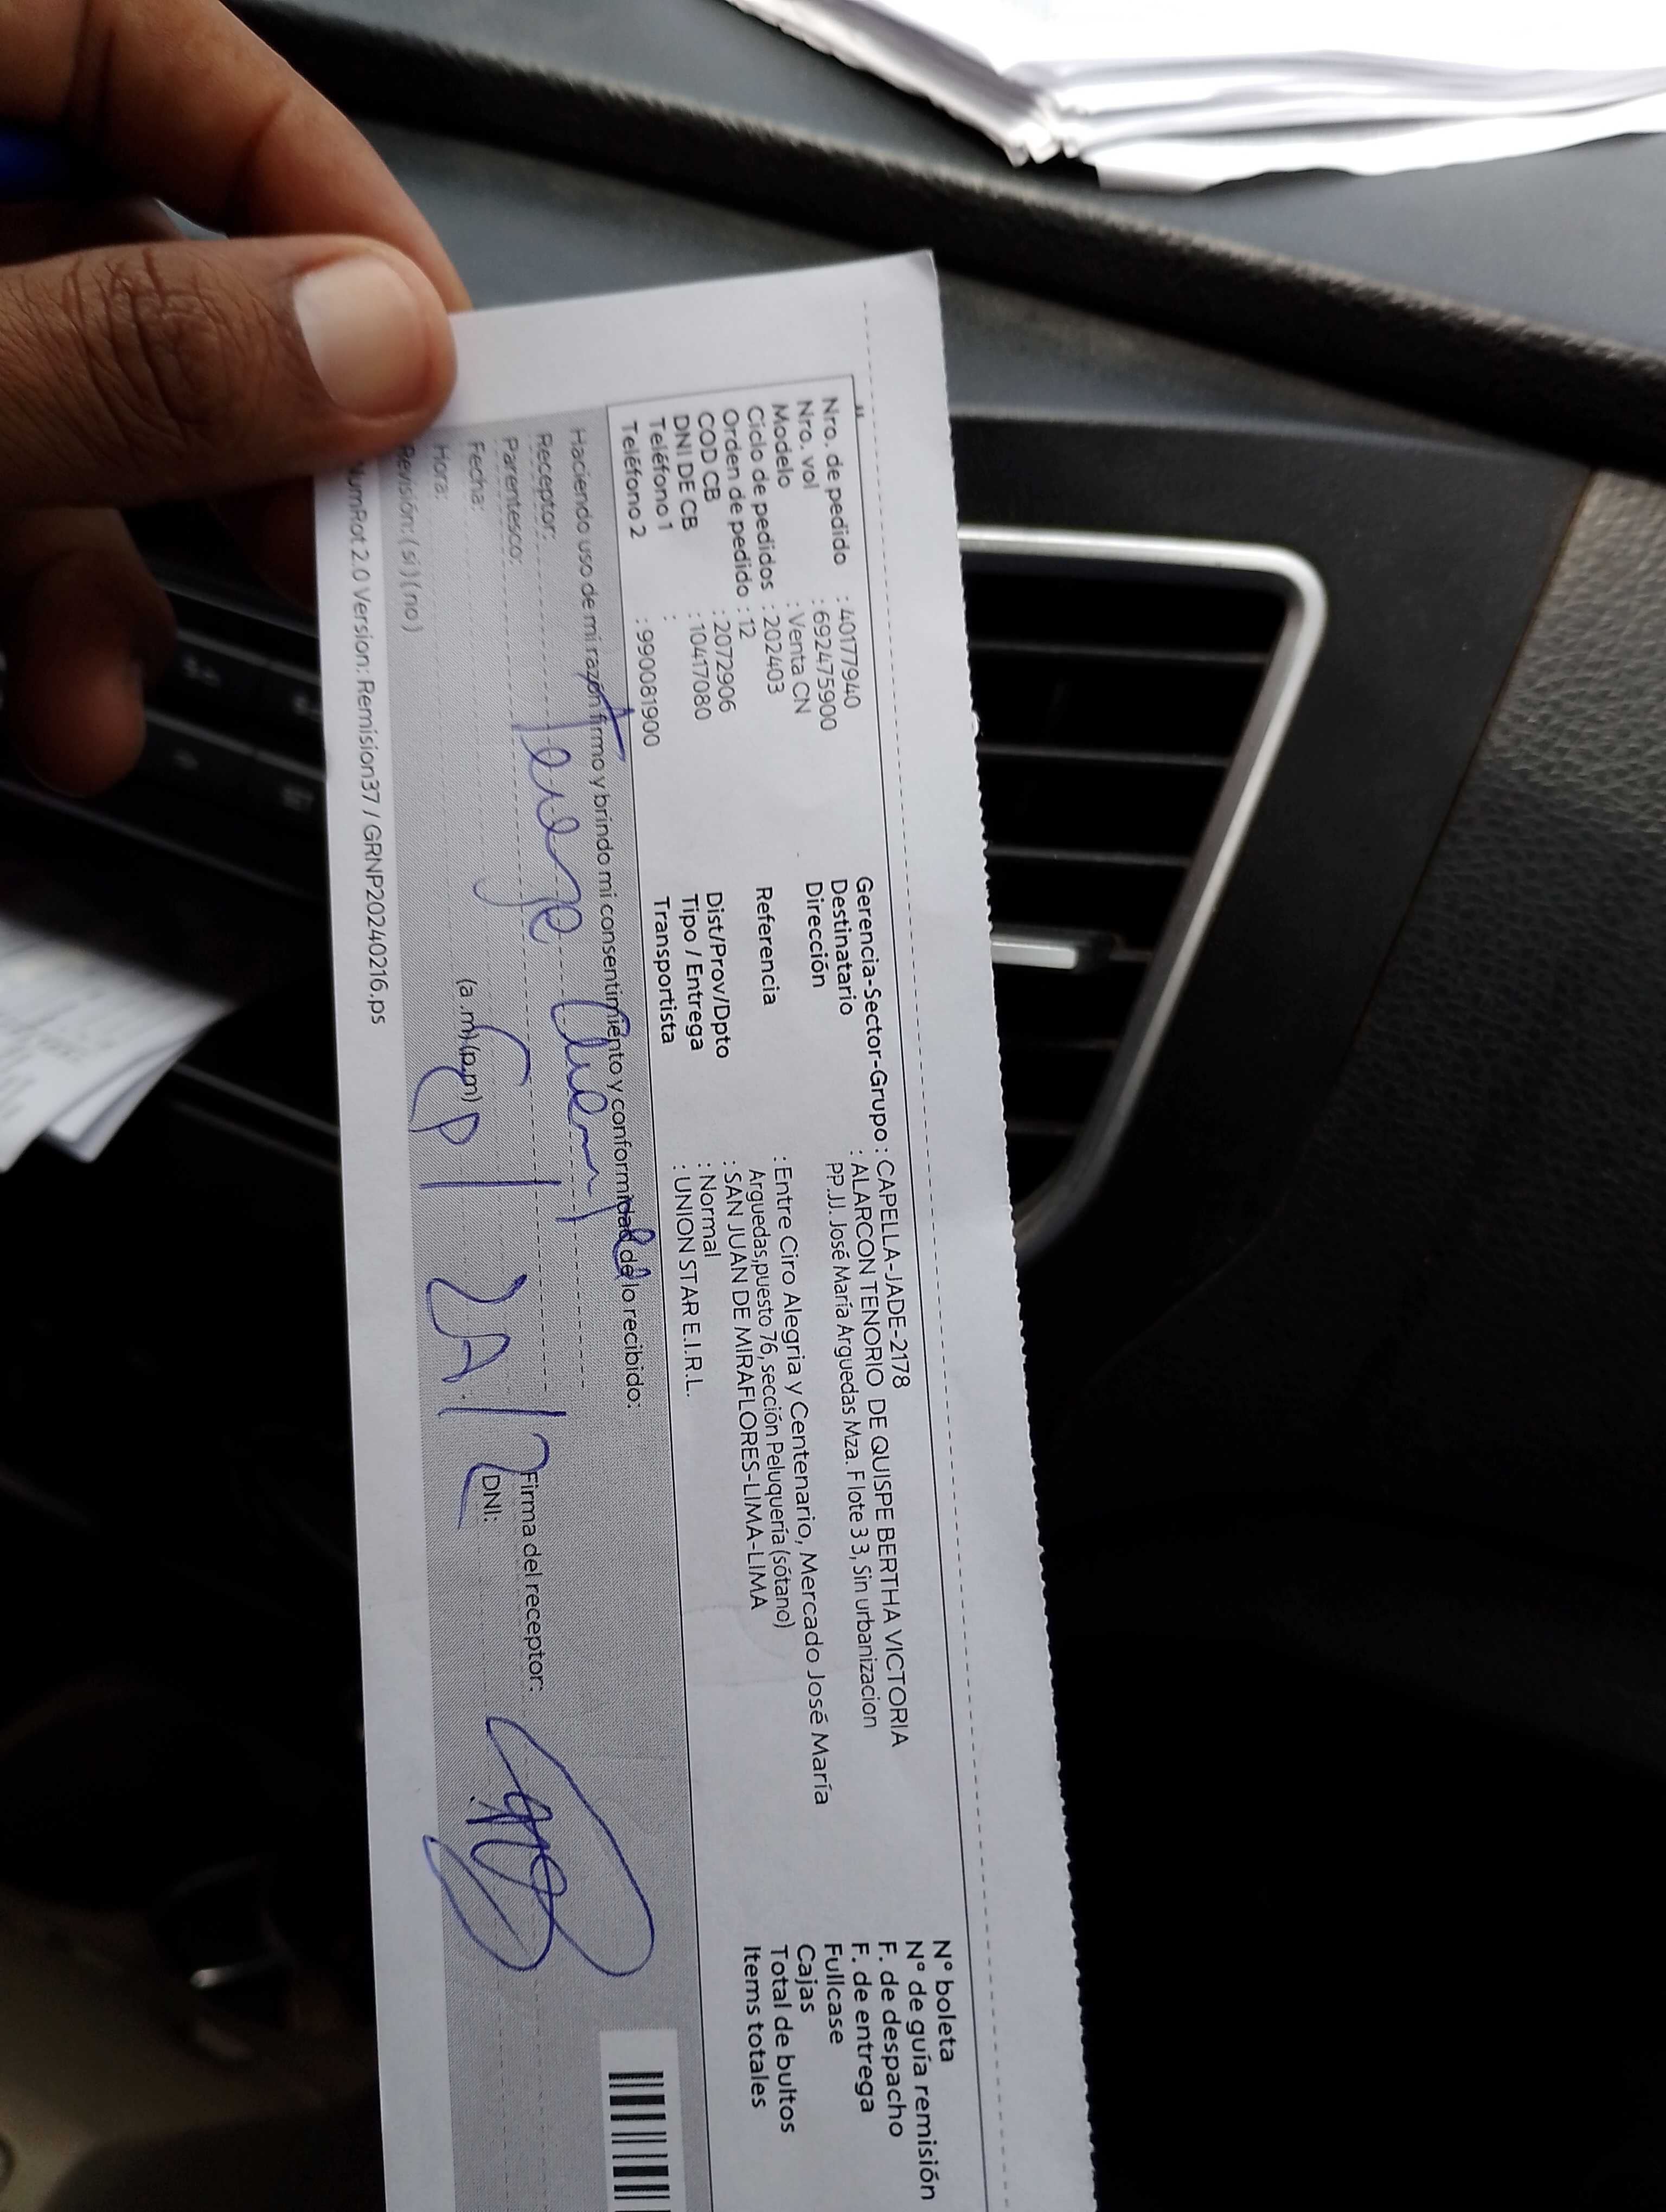 Nro. de pedido : 40177940
Nro. vol : 692475900
Modelo : Venta CN
Ciclo de pedidos : 202403
Orden de pedido : 12
COD CB : 2072906
DNI DE CB : 10417080
Teléfono 1 :
Teléfono 2 : 990081900
Gerencia-Sector-Grupo : CAPELLA-JADE-2178
Destinatario : ALARCON TENORIO DE QUISPE BERTHA VICTORIA
Dirección PP.JJ. José María Arguedas Mza. F lote 3 3, Sin urbanizacion
Referencia : Entre Ciro Alegria y Centenario, Mercado José María
Arguedas,puesto 76, sección Peluquería (sótano)
Dist/Prov/Dpto : SAN JUAN DE MIRAFLORES-LIMA-LIMA
Tipo / Entrega : Normal
Transportista : UNION STAR E.I.R.L.
N° boleta
N° de guía remisión
F. de despacho
F. de entrega
Fullcase
Cajas
Total de bultos
Items totales
Haciendo uso de mi razón firmo y brindo mi consentimiento y conformidad de lo recibido:
Receptor:
Parentesco:
Fecha:
Hora: (a.m) (p.m)
Firma del receptor:
DNI:
Revisión: ( si ) ( no )
NumRot 2.0 Version: Remision37 / GRNP20240216.ps